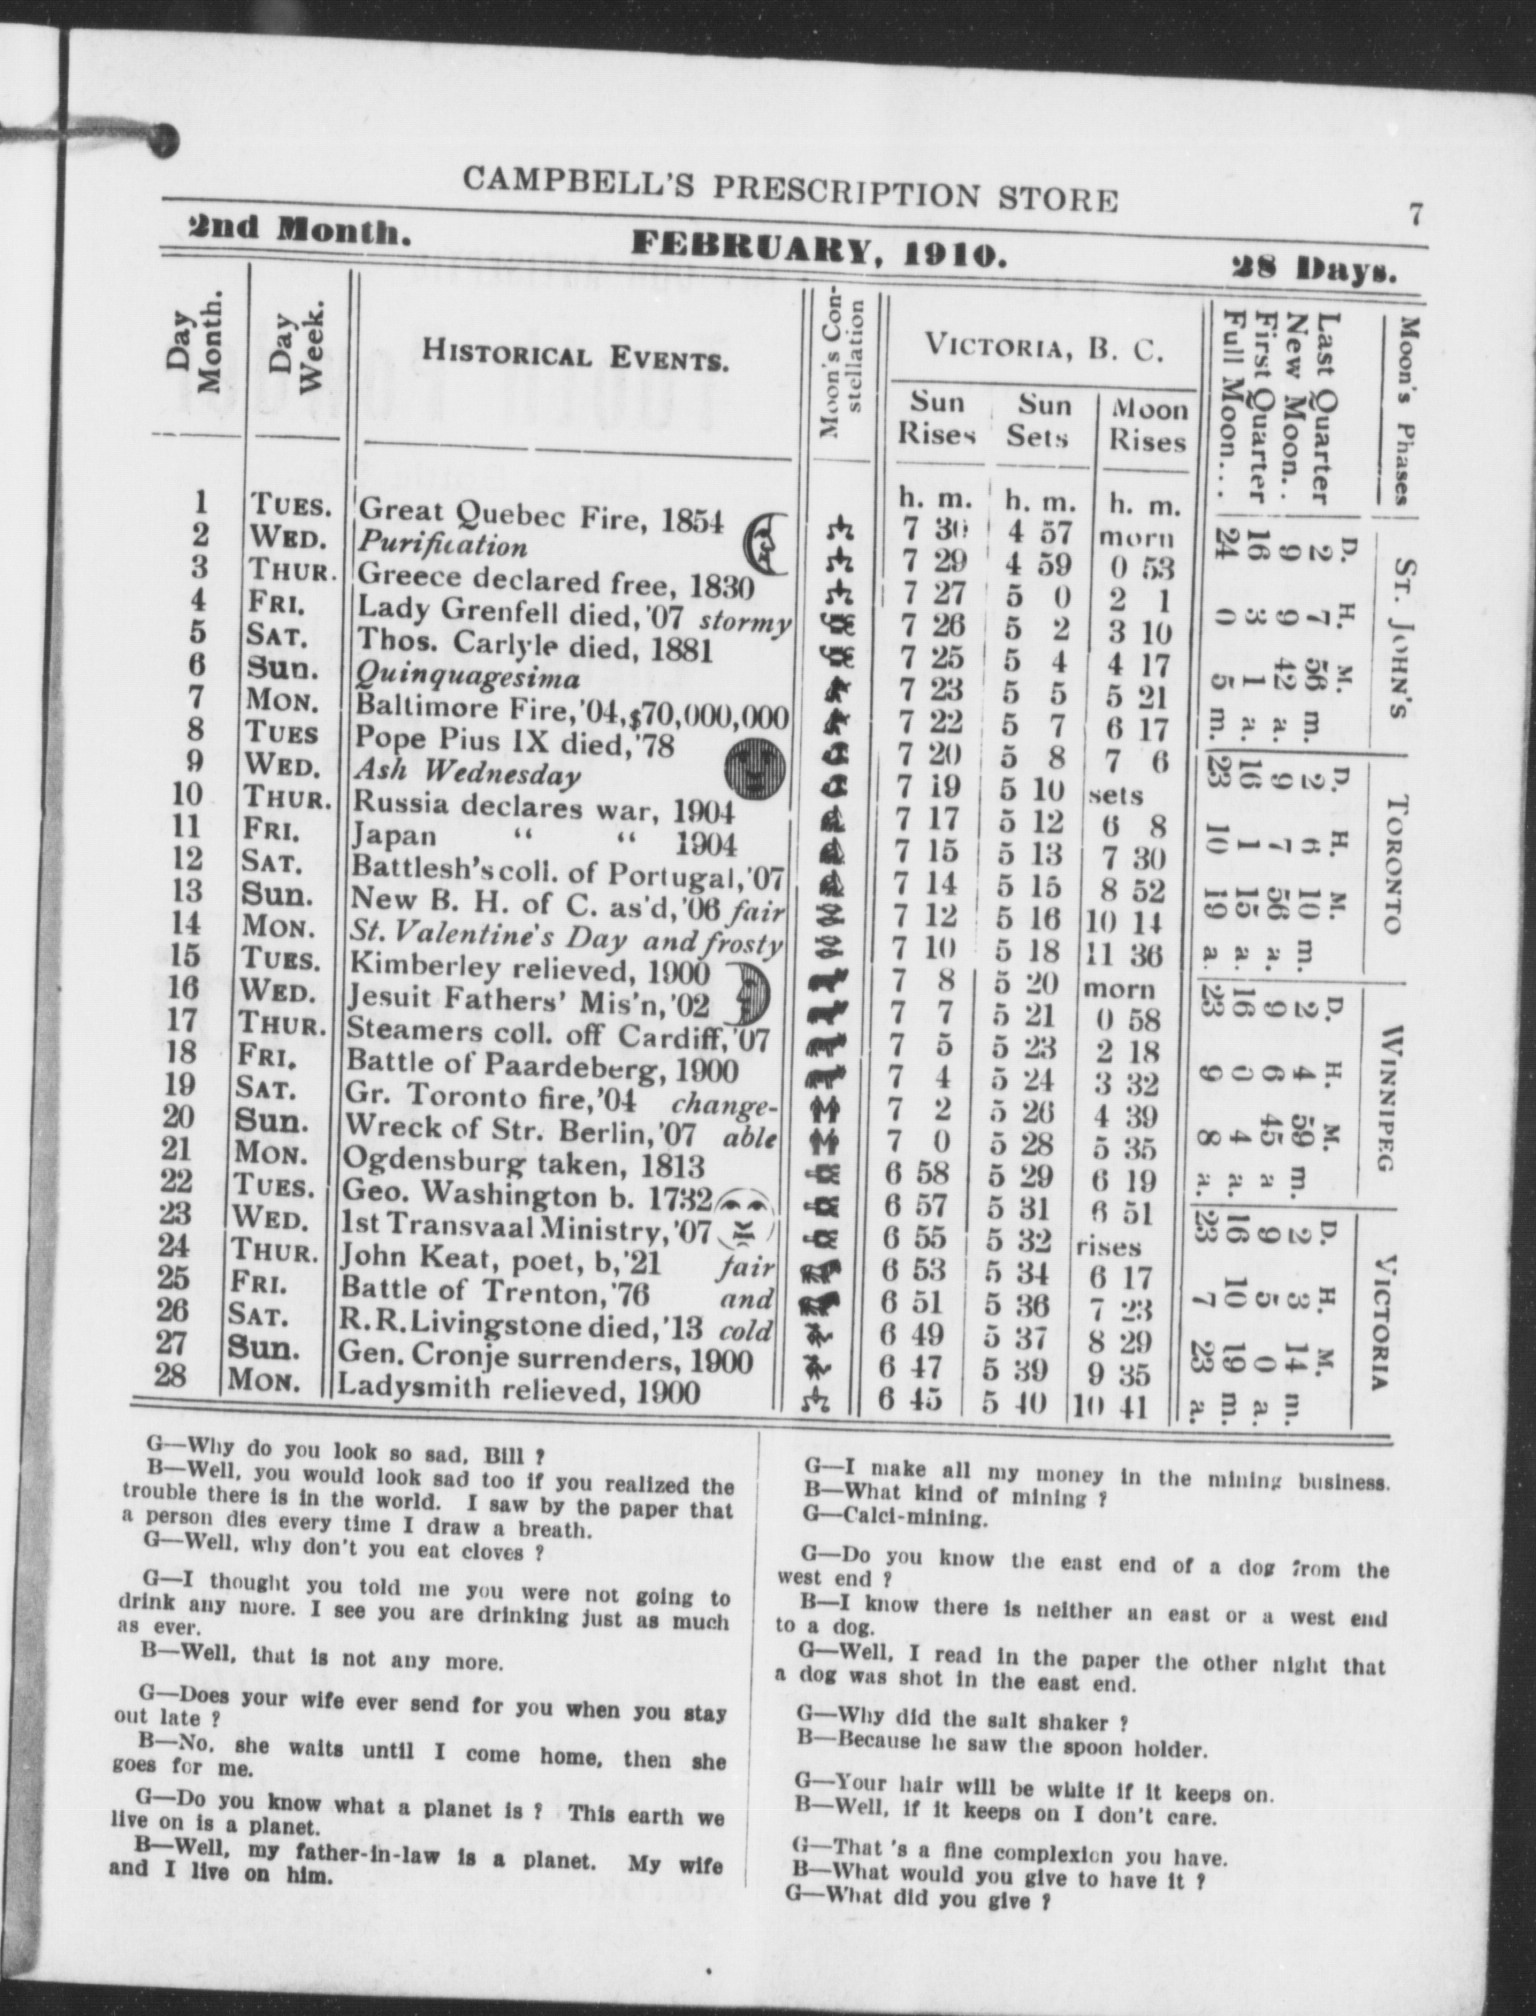 CAMPBELL'S PRESCRIPTION STORE 7
2nd Month. FEBRUARY, 1910. 28 Days.
Day Month. Day Week. HISTORICAL EVENTS. Moon's Constellation VICTORIA, B. C.
Sun Rises Sun Sets Moon Rises
h. m. h. m. h. m.
1 TUES. Great Quebec Fire, 1854 7 30 4 57 morn
2 WED. Purification 7 29 4 59 0 53
3 THUR. Greece declared free, 1830 7 27 5 0 2 1
4 FRI. Lady Grenfell died,'07 stormy 7 26 5 2 3 10
5 SAT. Thos. Carlyle died, 1881 7 25 5 4 4 17
6 Sun. Quinquagesima 7 23 5 5 5 21
7 MON. Baltimore Fire,'04,$70,000,000 7 22 5 7 6 17
8 TUES Pope Pius IX died,'78 7 20 5 8 7 6
9 WED. Ash Wednesday 7 19 5 10 sets
10 THUR. Russia declares war, 1904 7 17 5 12 6 8
11 FRI. Japan “ “ 1904 7 15 5 13 7 30
12 SAT. Battlesh's coll. of Portugal,'07 7 14 5 15 8 52
13 Sun. New B. H. of C. as'd,'06 fair 7 12 5 16 10 14
14 MON. St. Valentine's Day and frosty 7 10 5 18 11 36
15 TUES. Kimberley relieved, 1900 7 8 5 20 morn
16 WED. Jesuit Fathers' Mis'n,'02 7 7 5 21 0 58
17 THUR. Steamers coll. off Cardiff,'07 7 5 5 23 2 18
18 FRI. Battle of Paardeberg, 1900 7 4 5 24 3 32
19 SAT. Gr. Toronto fire,'04 change- 7 2 5 26 4 39
20 Sun. Wreck of Str. Berlin,'07 able 7 0 5 28 5 35
21 MON. Ogdensburg taken, 1813 6 58 5 29 6 19
22 TUES. Geo. Washington b. 1732 6 57 5 31 6 51
23 WED. 1st Transvaal Ministry,'07 6 55 5 32 rises
24 THUR. John Keat, poet, b,'21 fair 6 53 5 34 6 17
25 FRI. Battle of Trenton,'76 and 6 51 5 36 7 23
26 SAT. R. R. Livingstone died,'13 cold 6 49 5 37 8 29
27 Sun. Gen. Cronje surrenders, 1900 6 47 5 39 9 35
28 MON. Ladysmith relieved, 1900 6 45 5 40 10 41
Moon's Phases ST. JOHN'S TORONTO WINNIPEG VICTORIA
D. H. M. D. H. M. D. H. M. D. H. M.
Last Quarter 2 7 56 m. 2 6 10 m. 2 4 59 m. 2 3 14 m.
New Moon.. 9 9 42 a. 9 7 56 a. 9 6 45 a 9 5 0 a.
First Quarter 16 3 1 a. 16 1 15 a. 16 0 4 a. 16 10 19 m.
Full Moon... 24 0 5 m. 23 10 19 a. 23 9 8 a. 23 7 23 a.
G—Why do you look so sad, Bill ?
B—Well, you would look sad too if you realized the
trouble there is in the world. I saw by the paper that
a person dies every time I draw a breath.
G—Well, why don't you eat cloves ?
G—I thought you told me you were not going to
drink any more. I see you are drinking just as much
as ever.
B—Well, that is not any more.
G—Does your wife ever send for you when you stay
out late ?
B—No, she waits until I come home, then she
goes for me.
G—Do you know what a planet is ? This earth we
live on is a planet.
B—Well, my father-in-law is a planet. My wife
and I live on him.
G—I make all my money in the mining business.
B—What kind of mining ?
G—Calci-mining.
G—Do you know the east end of a dog from the
west end ?
B—I know there is neither an east or a west end
to a dog.
G—Well, I read in the paper the other night that
a dog was shot in the east end.
G—Why did the salt shaker ?
B—Because he saw the spoon holder.
G—Your hair will be white if it keeps on.
B—Well, if it keeps on I don't care.
G—That 's a fine complexion you have.
B—What would you give to have it ?
G—What did you give ?